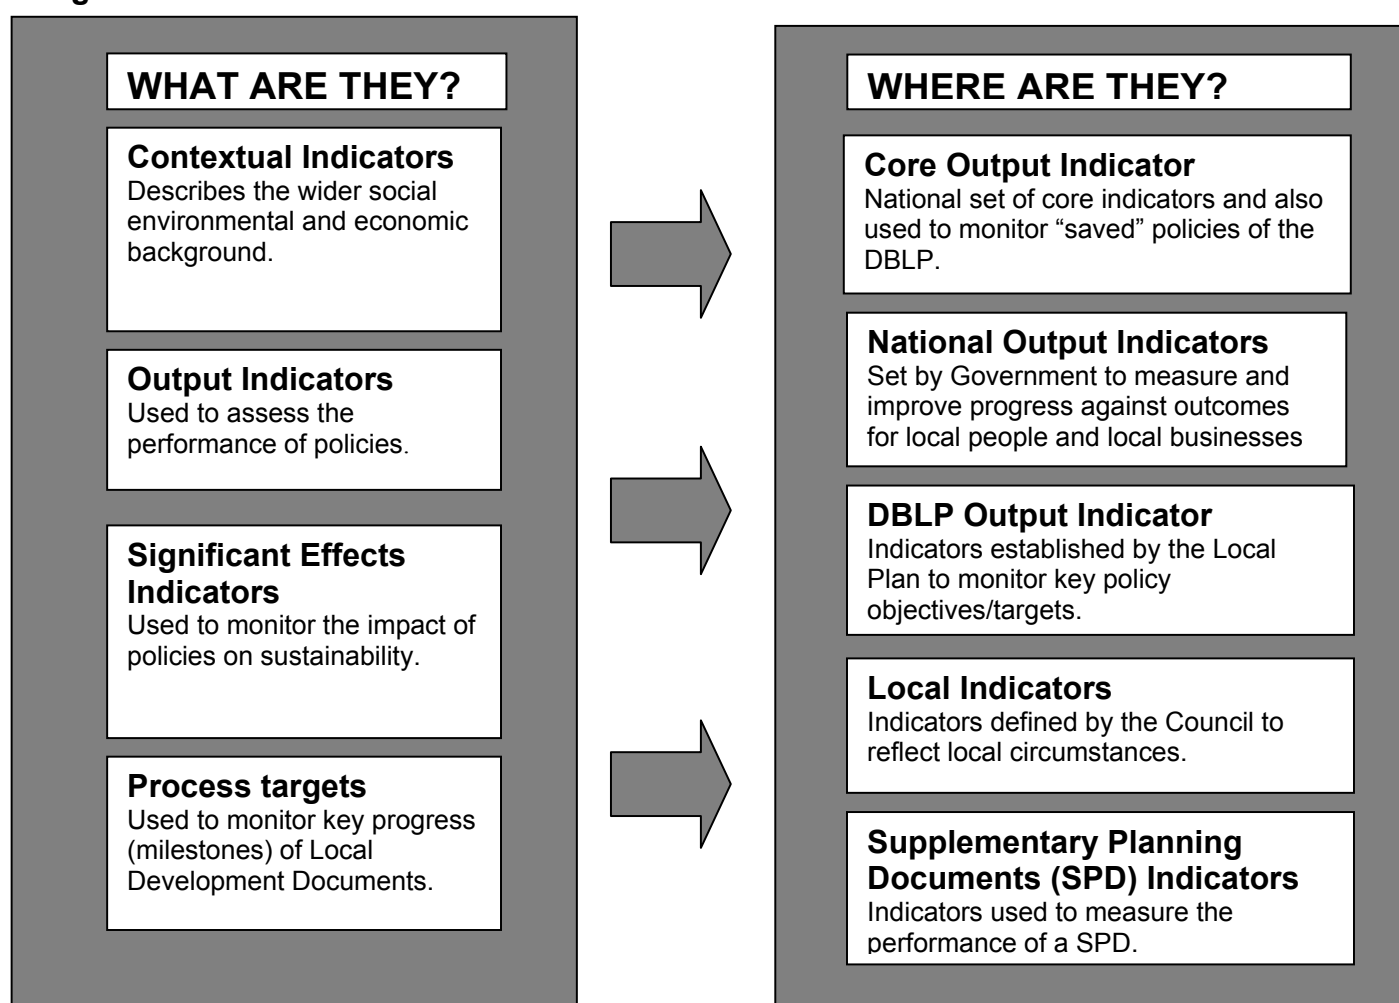 WHAT ARE THEY?
Contextual Indicators
Describes the wider social
environmental and economic
background.
Output Indicators
Used to assess the
performance of policies.
Significant Effects
Indicators
Used to monitor the impact of
policies on sustainability.
Process targets
Used to monitor key progress
(milestones) of Local
Development Documents.
WHERE ARE THEY?
Core Output Indicator
National set of core indicators and also
used to monitor “saved” policies of the
DBLP.
National Output Indicators
Set by Government to measure and
improve progress against outcomes
for local people and local businesses
DBLP Output Indicator
Indicators established by the Local
Plan to monitor key policy
objectives/targets.
Local Indicators
Indicators defined by the Council to
reflect local circumstances.
Supplementary Planning
Documents (SPD) Indicators
Indicators used to measure the
performance of a SPD.